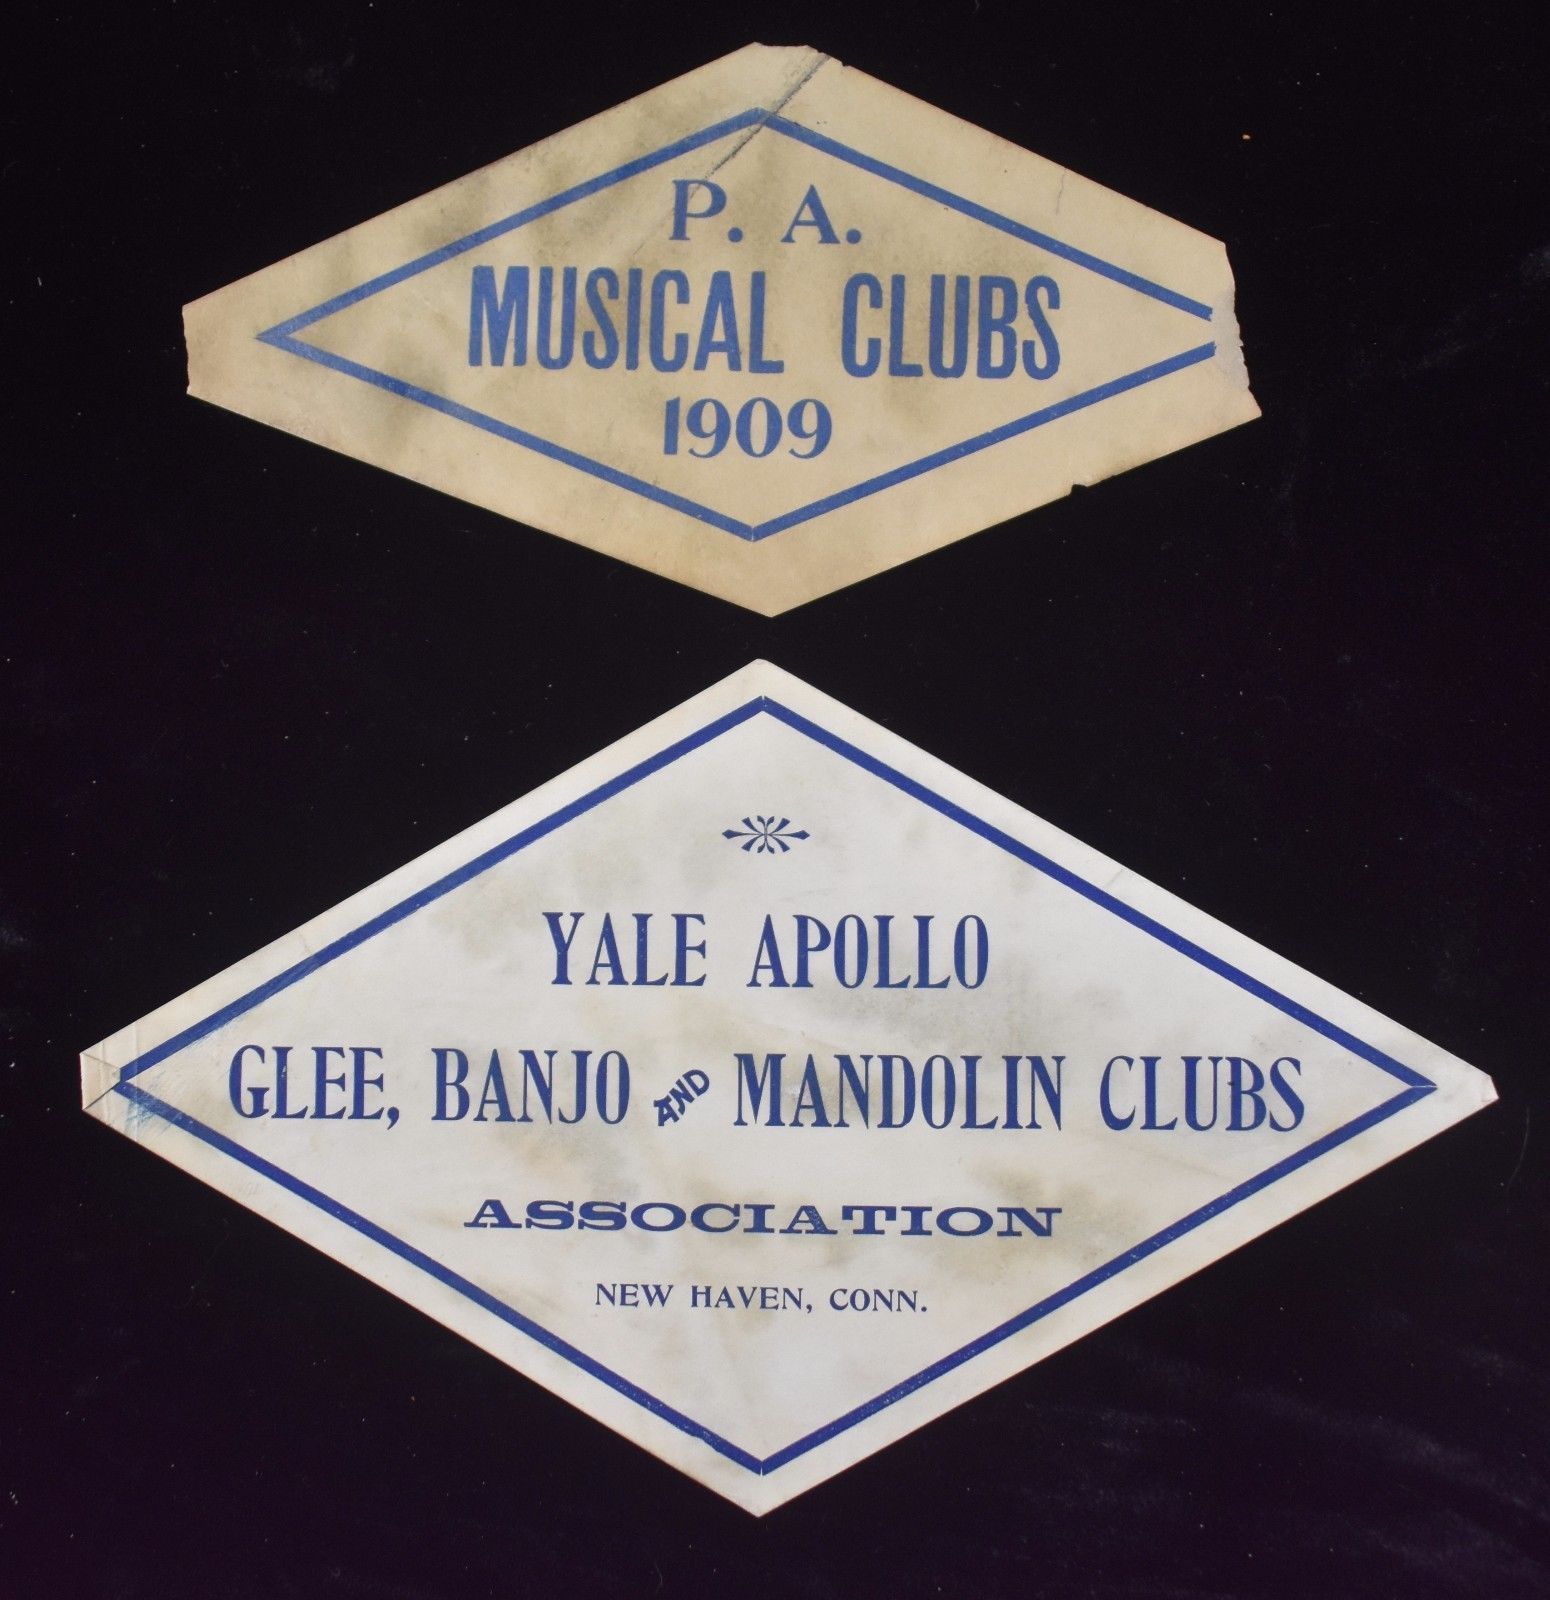 P. A.
MUSICAL CLUBS
1909
YALE APOLLO
GLEE, BANJO AND MANDOLIN CLUBS
ASSOCIATION
NEW HAVEN, CONN.